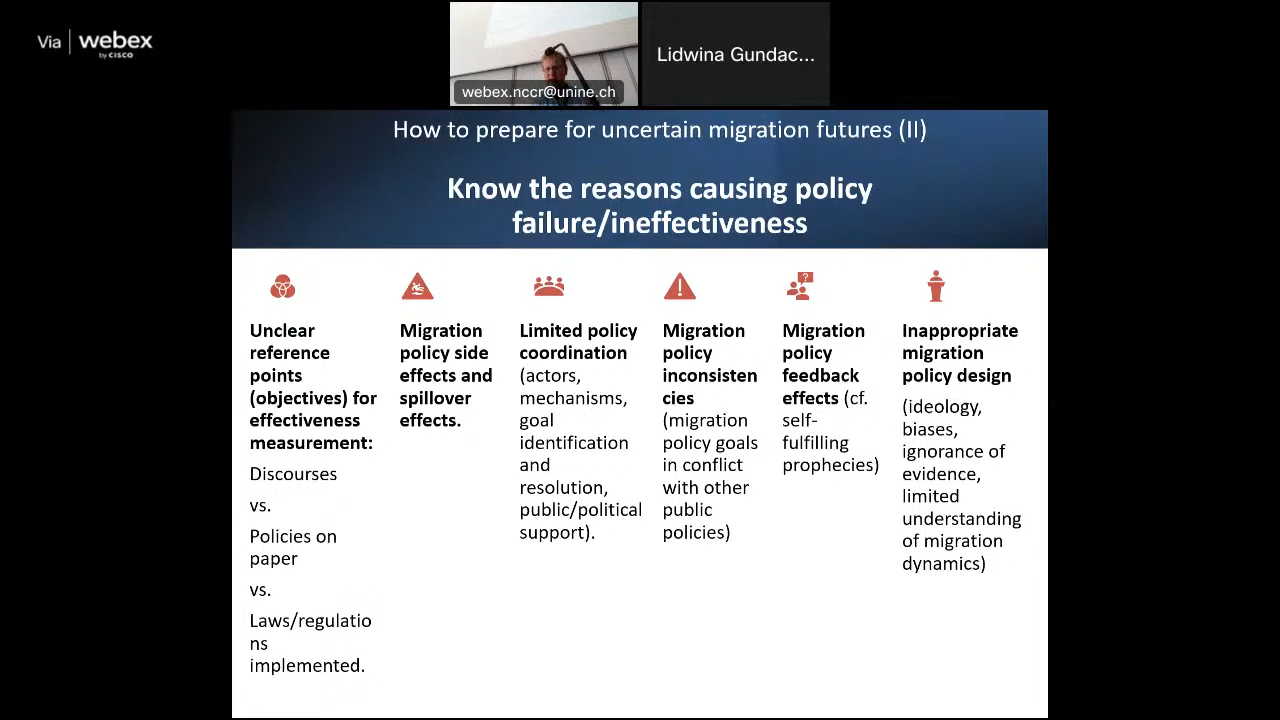 Via webex
by CISCO
webex.nccr@unine.ch
Lidwina Gundac...
How to prepare for uncertain migration futures (II)
Know the reasons causing policy
failure/ineffectiveness
?
Unclear
reference
points
(objectives) for
effectiveness
measurement:
Discourses
vs.
Policies on
paper
vs.
Laws/regulatio
ns
implemented.
Migration
policy side
effects and
spillover
effects.
Limited policy
coordination
(actors,
mechanisms,
goal
identification
and
resolution,
public/political
support).
Migration
policy
inconsisten
cies
(migration
policy goals
in conflict
with other
public
policies)
Migration
policy
feedback
effects (cf.
self-
fulfilling
prophecies)
Inappropriate
migration
policy design
(ideology,
biases,
ignorance of
evidence,
limited
understanding
of migration
dynamics)